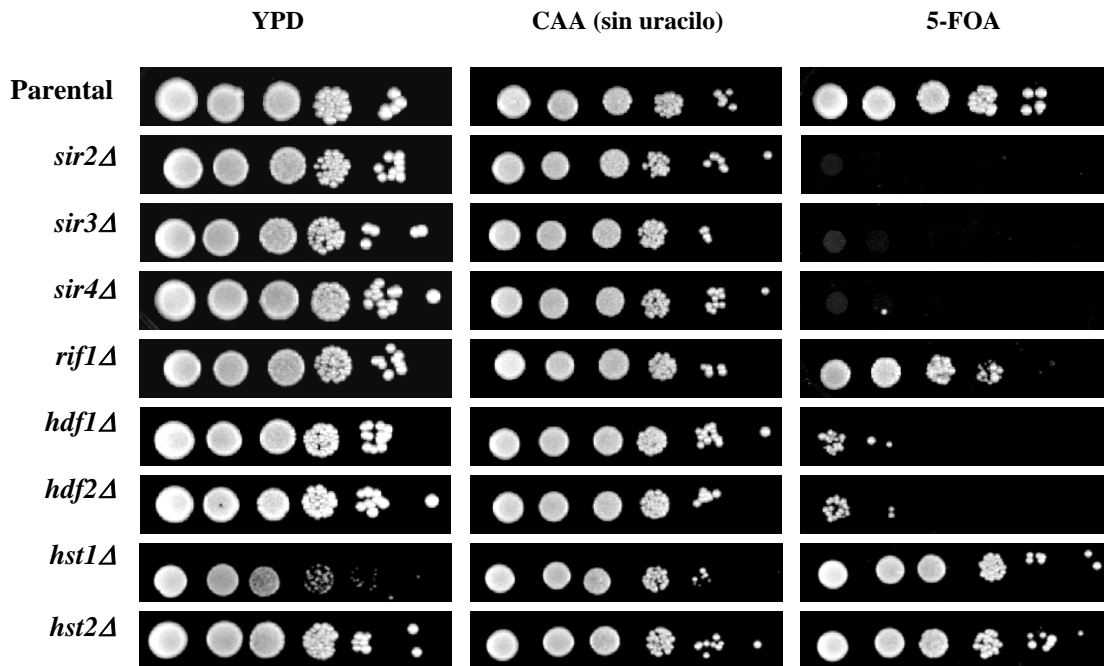 YPD CAA (sin uracilo) 5-FOA
Parental
sir2Δ
sir3Δ
sir4Δ
rif1Δ
hdf1Δ
hdf2Δ
hst1Δ
hst2Δ